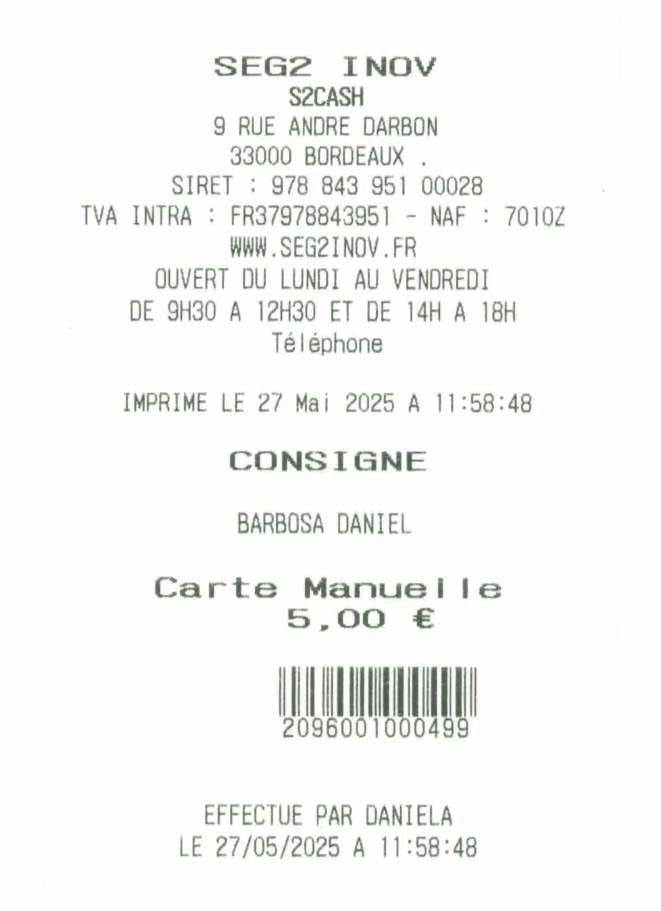 SEG2 INOV
S2CASH
9 RUE ANDRE DARBON
33000 BORDEAUX .
SIRET : 978 843 951 00028
TVA INTRA : FR37978843951 - NAF : 7010Z
WWW.SEG2INOV.FR
OUVERT DU LUNDI AU VENDREDI
DE 9H30 A 12H30 ET DE 14H A 18H
Téléphone
IMPRIME LE 27 Mai 2025 A 11:58:48
CONSIGNE
BARBOSA DANIEL
Carte Manuelle
5,00 €
2096001000499
EFFECTUE PAR DANIELA
LE 27/05/2025 A 11:58:48